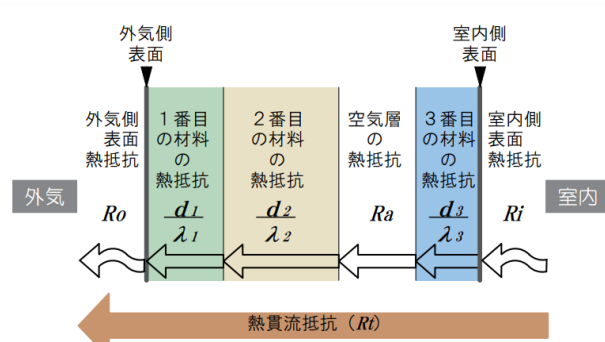 外気側
表面
室内側
表面
外気側
表面
熱抵抗
1番目
の材料
の
熱抵抗
2番目
の材料
の
熱抵抗
空気層
の
熱抵抗
3番目
の材料
の
熱抵抗
室内側
表面
熱抵抗
外気
室内
Ro
d1
λ1
d2
λ2
Ra
d3
λ3
Ri
熱貫流抵抗（Rt）